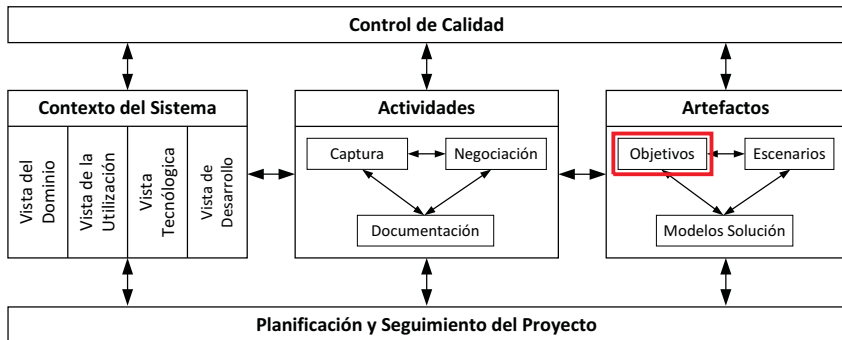 Control de Calidad
Contexto del Sistema
Vista del
Dominio
Vista de la
Utilización
Vista
Tecnólogica
Vista de
Desarrollo
Actividades
Captura
Negociación
Documentación
Artefactos
Objetivos
Escenarios
Modelos Solución
Planificación y Seguimiento del Proyecto